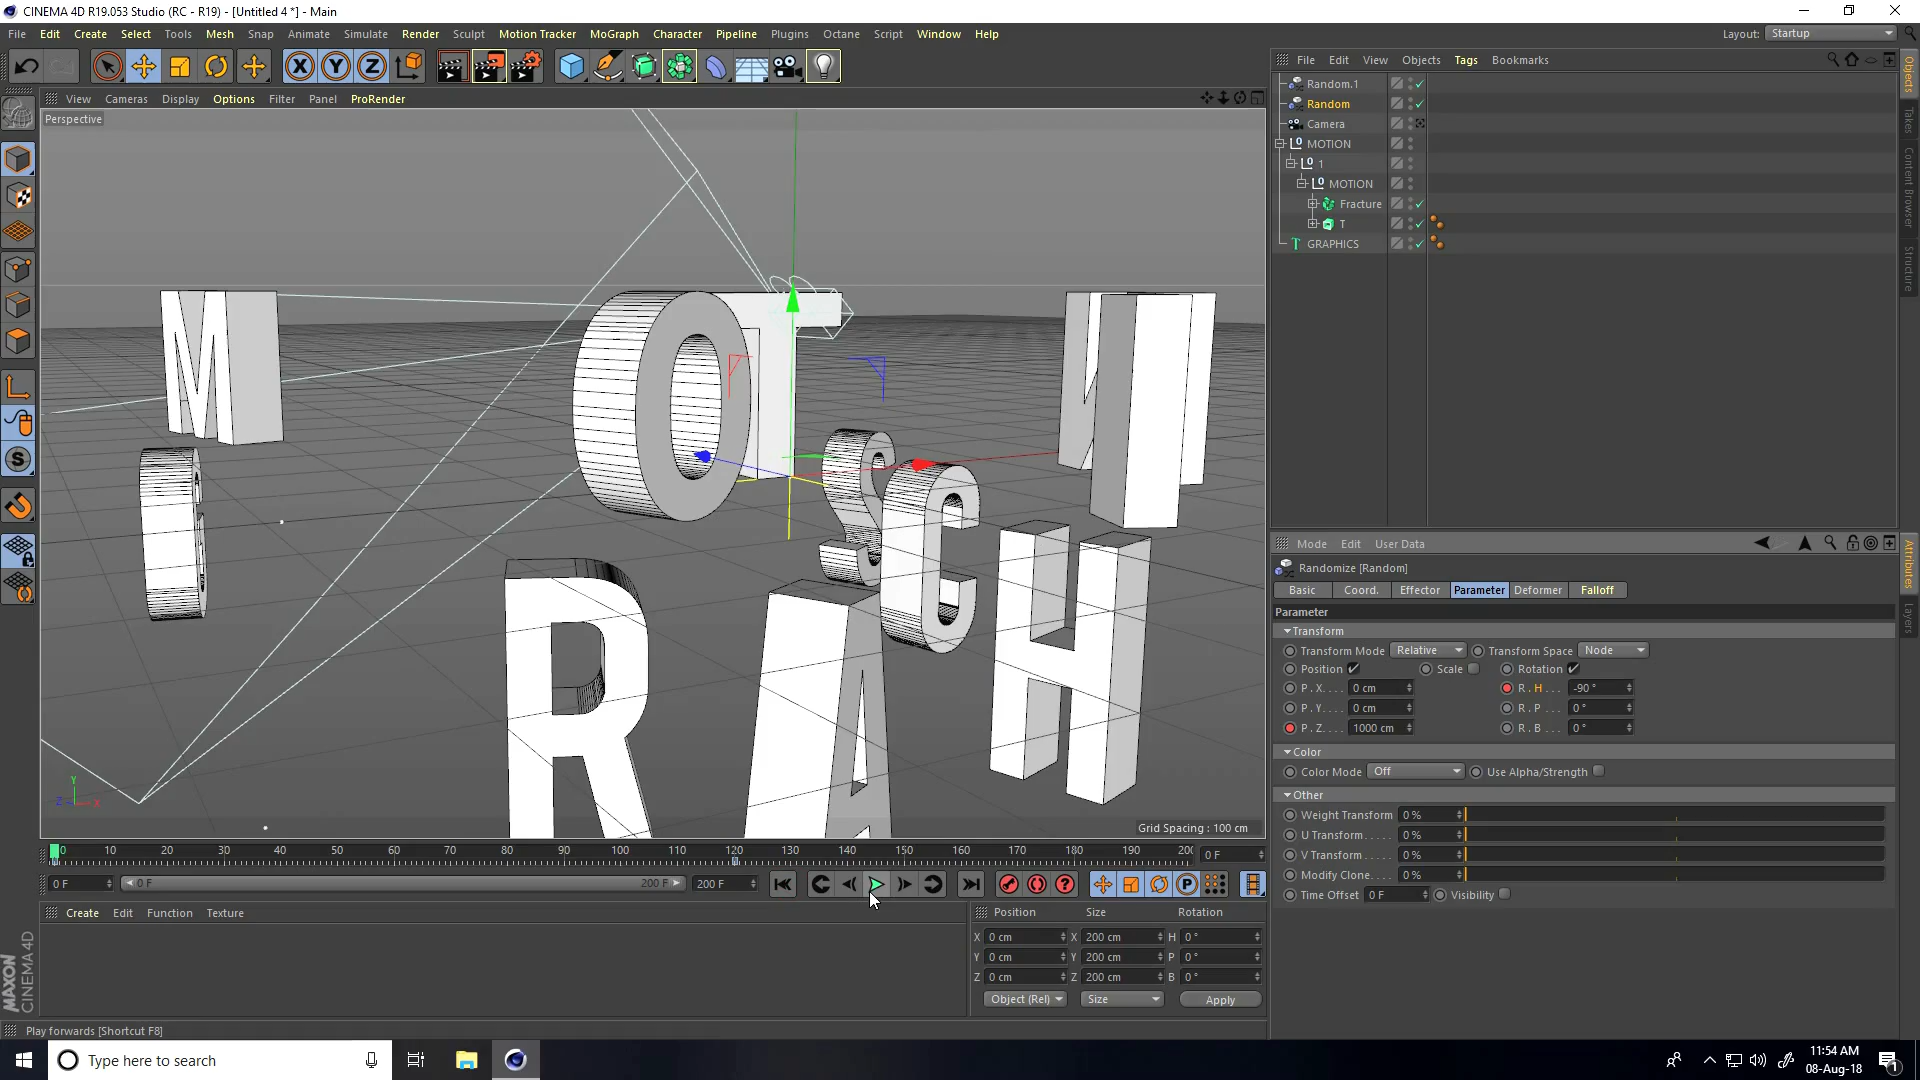 CINEMA 4D R19.053 Studio (RC - R19) - [Untitled 4 *] - Main
File Edit Create Select Tools Mesh Snap Animate Simulate Render Sculpt Motion Tracker MoGraph Character Pipeline Plugins Octane Script Window Help
Layout: Startup
X Y Z
File Edit View Objects Tags Bookmarks
View Cameras Display Options Filter Panel ProRender
Perspective
Random.1
Random
Camera
MOTION
1
MOTION
Fracture
T
GRAPHICS
Objects
Takes
Content Browser
Structure
M O T
S C
R A H
Grid Spacing : 100 cm
Mode Edit User Data
Randomize [Random]
Basic Coord. Effector Parameter Deformer Falloff
Parameter
Transform
Transform Mode Relative Transform Space Node
Position Scale Rotation
P . X . . . . 0 cm R . H . . . -90 °
P . Y . . . . 0 cm R . P . . . 0 °
P . Z . . . . 1000 cm R . B . . . 0 °
Color
Color Mode Off Use Alpha/Strength
Other
Weight Transform 0 %
U Transform . . . . . 0 %
V Transform . . . . . 0 %
Modify Clone. . . . . 0 %
Time Offset 0 F Visibility
Attributes
Layers
0 10 20 30 40 50 60 70 80 90 100 110 120 130 140 150 160 170 180 190 200 0 F
0 F 0 F 200 F 200 F
Create Edit Function Texture
Position Size Rotation
X 0 cm X 200 cm H 0 °
Y 0 cm Y 200 cm P 0 °
Z 0 cm Z 200 cm B 0 °
Object (Rel) Size Apply
MAXON
CINEMA 4D
Play forwards [Shortcut F8]
Type here to search
11:54 AM
08-Aug-18
1